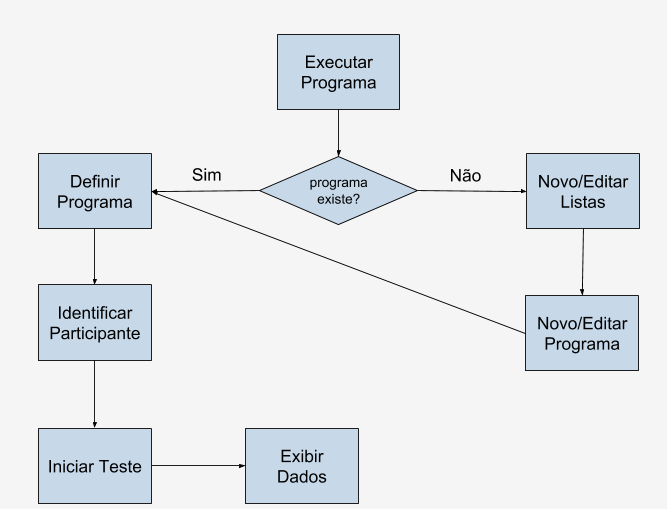 Executar
Programa
programa
existe?
Sim
Não
Definir
Programa
Novo/Editar
Listas
Identificar
Participante
Novo/Editar
Programa
Iniciar Teste
Exibir
Dados